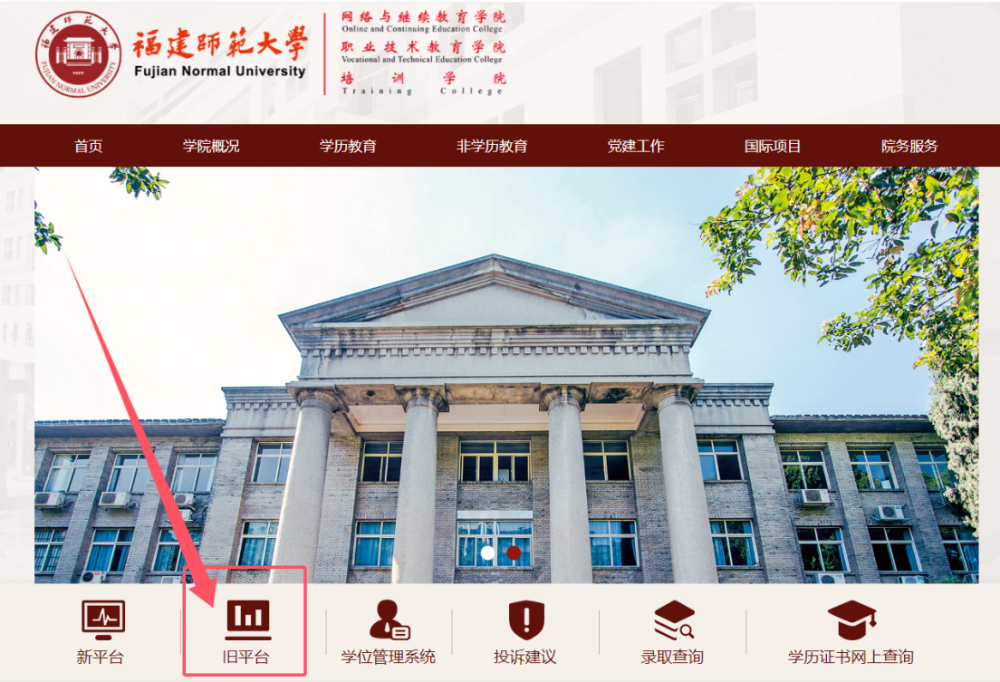 福建師範大學
Fujian Normal University
FUJIAN NORMAL UNIVERSITY
网络与继续教育学院
Online and Continuing Education College
职业技术教育学院
Vocational and Technical Education College
培训学院
Training College
首页 学院概况 学历教育 非学历教育 党建工作 国际项目 院务服务
新平台 旧平台 学位管理系统 投诉建议 录取查询 学历证书网上查询